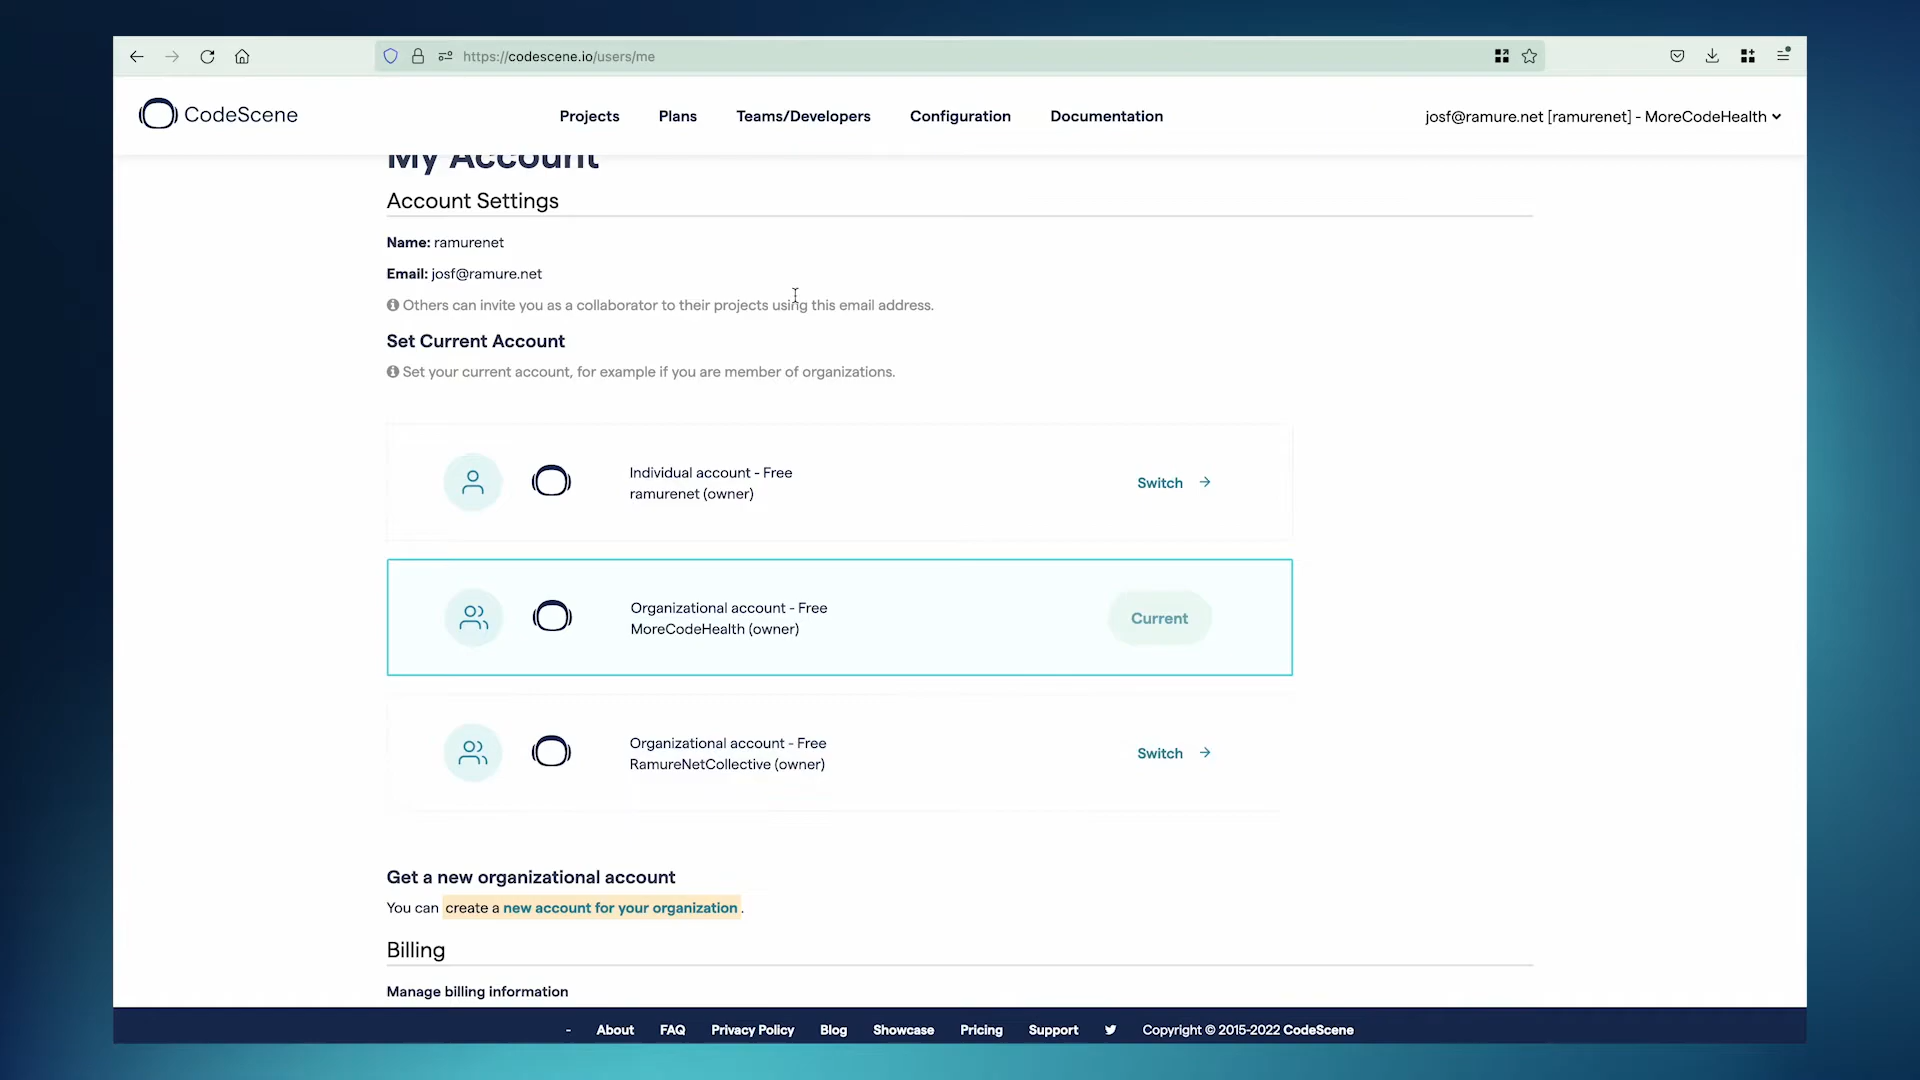 https://codescene.io/users/me
CodeScene
Projects
Plans
Teams/Developers
Configuration
Documentation
josf@ramure.net [ramurenet] - MoreCodeHealth
My Account
Account Settings
Name: ramurenet
Email: josf@ramure.net
Others can invite you as a collaborator to their projects using this email address.
Set Current Account
Set your current account, for example if you are member of organizations.
Individual account - Free
ramurenet (owner)
Switch →
Organizational account - Free
MoreCodeHealth (owner)
Current
Organizational account - Free
RamureNetCollective (owner)
Switch →
Get a new organizational account
You can create a new account for your organization .
Billing
Manage billing information
- About FAQ Privacy Policy Blog Showcase Pricing Support Copyright © 2015-2022 CodeScene